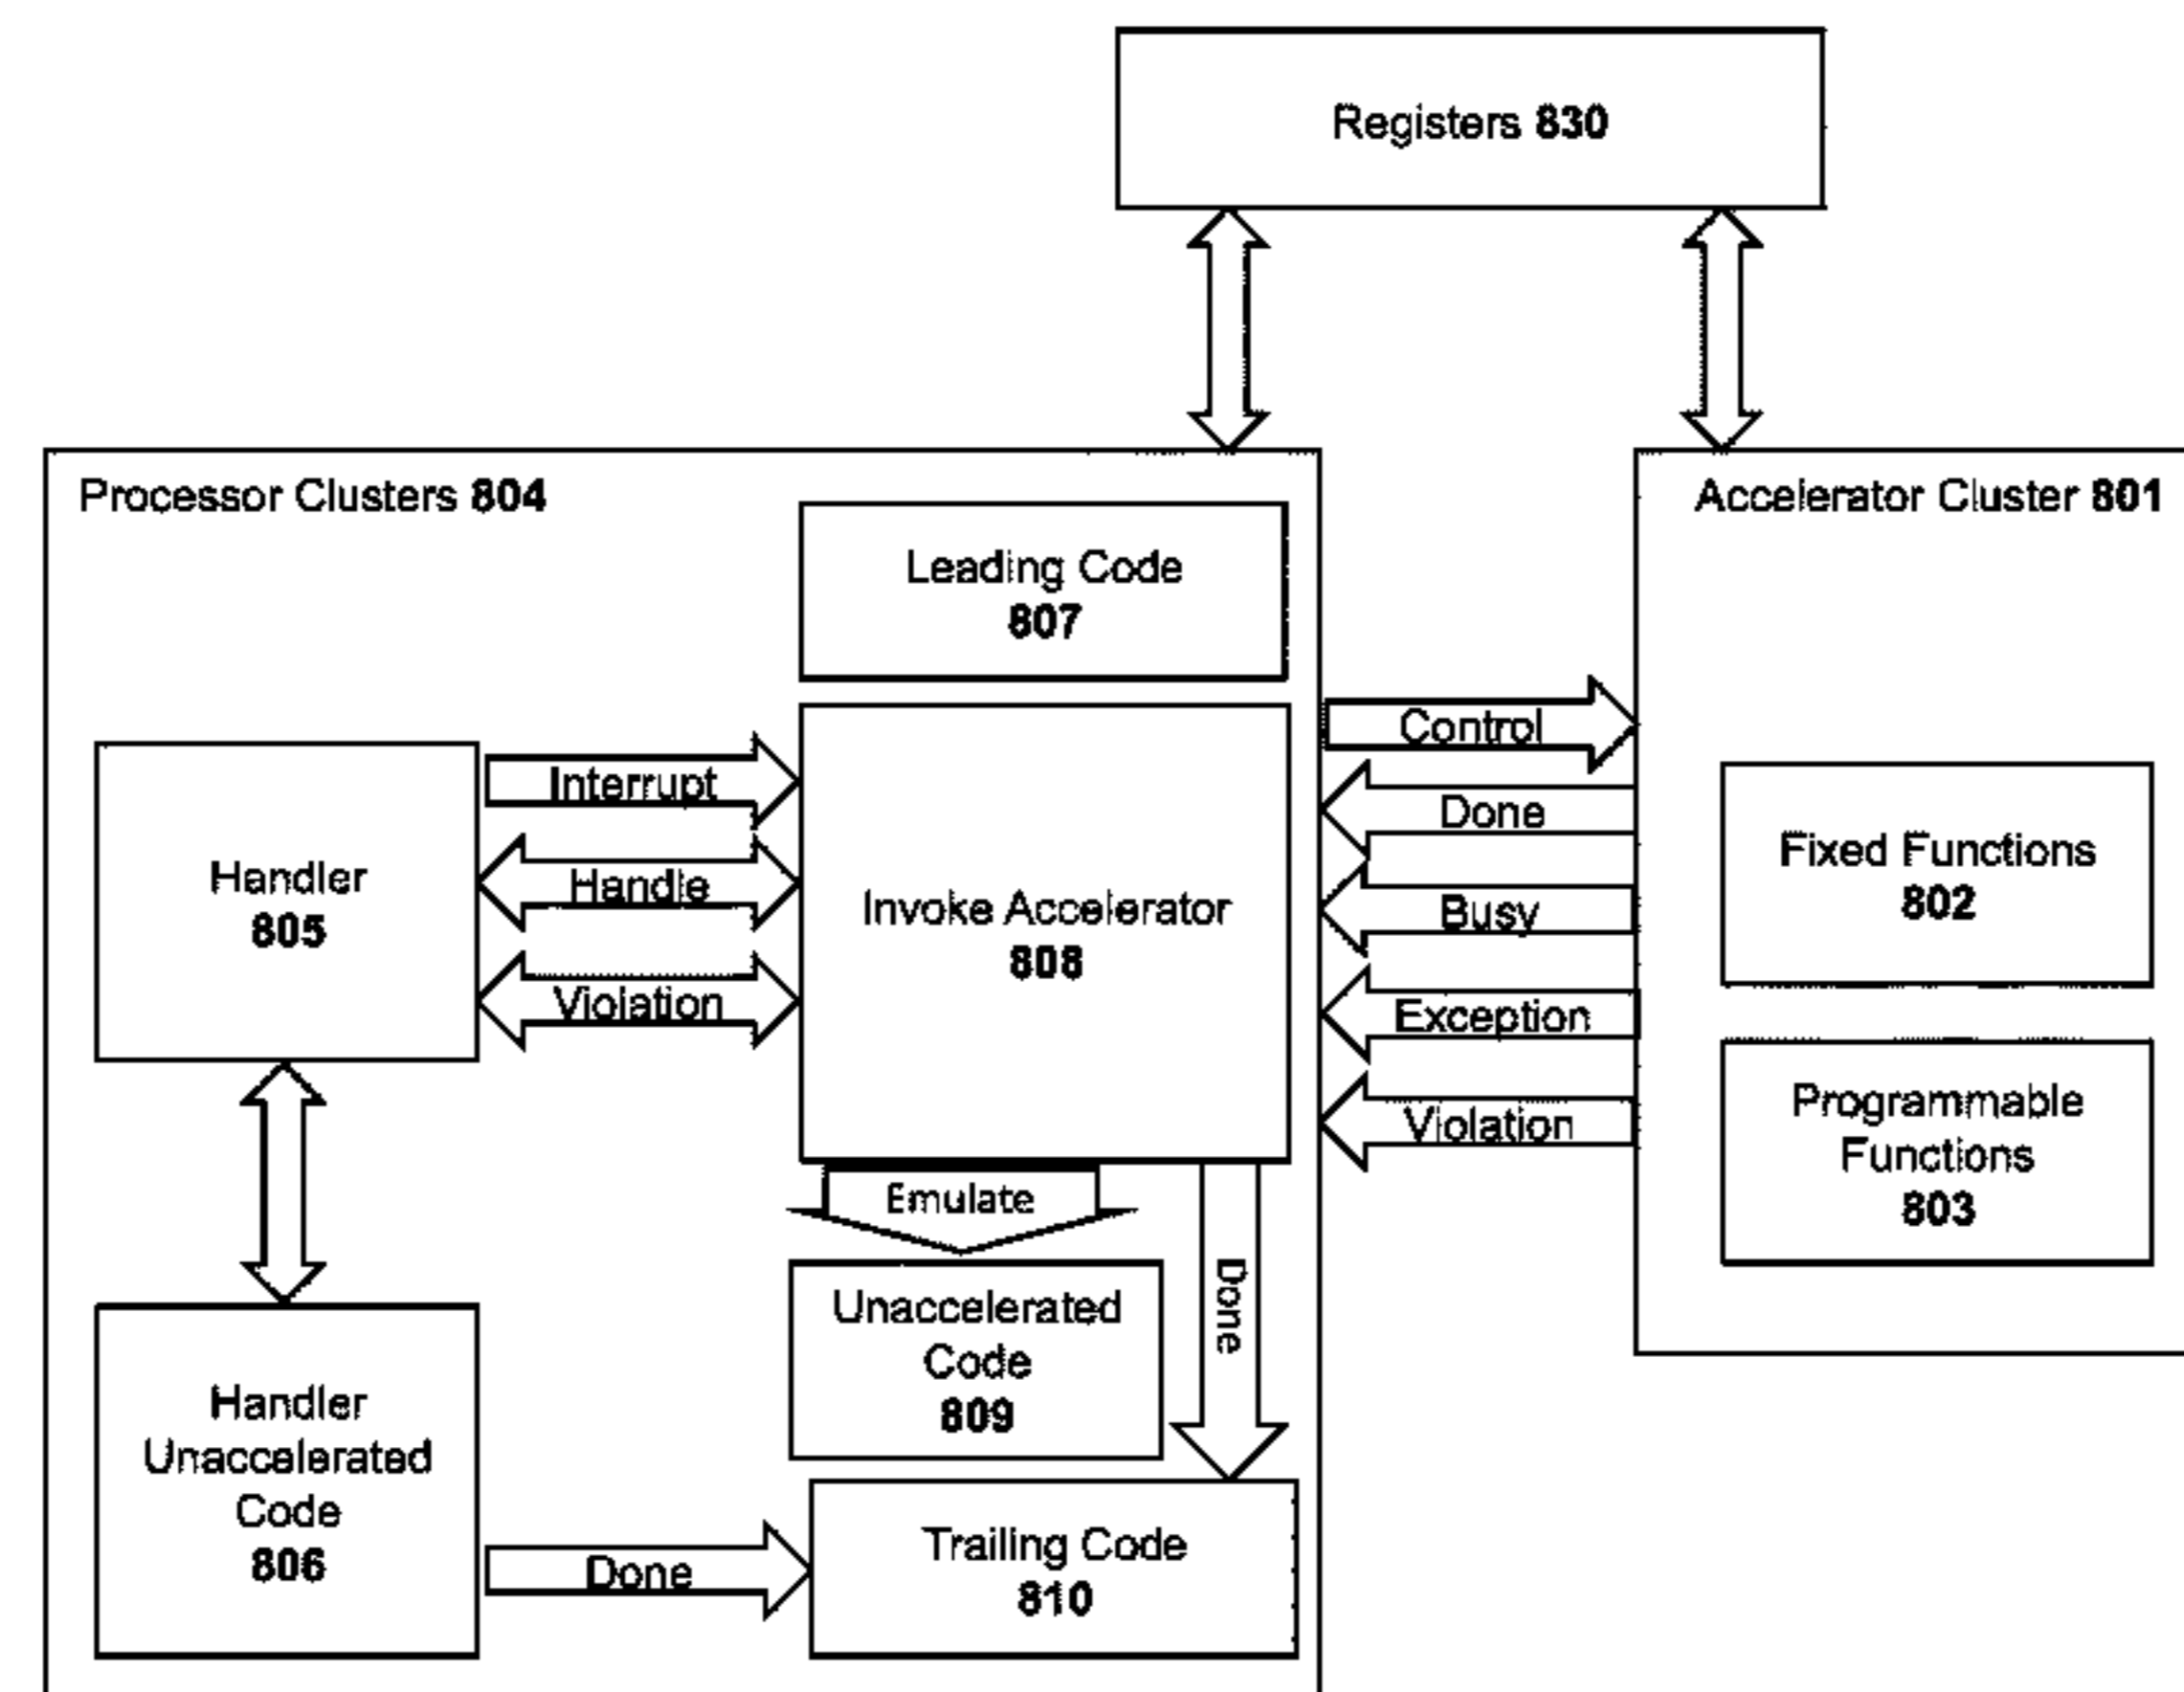 Registers 830
Processor Clusters 804
Accelerator Cluster 801
Leading Code
807
Control
Interrupt
Done
Handler
805
Handle
Invoke Accelerator
808
Busy
Fixed Functions
802
Violation
Exception
Violation
Programmable
Functions
803
Emulate
Unaccelerated
Code
809
Done
Handler
Unaccelerated
Code
806
Done
Trailing Code
810